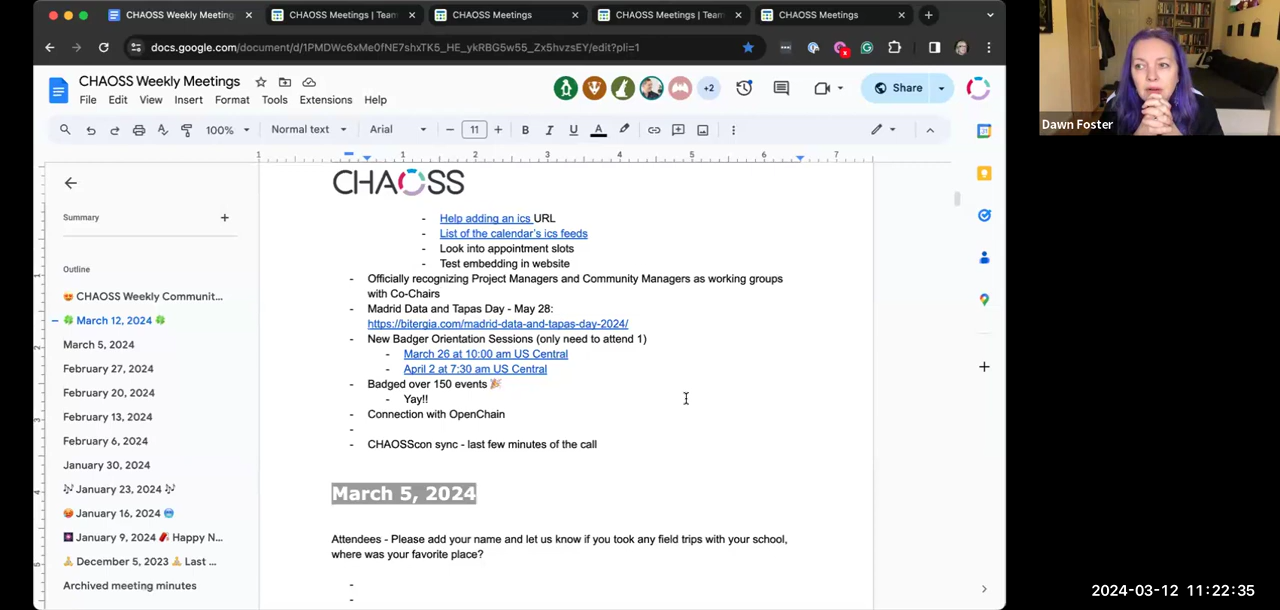 CHAOSS Weekly Meeting
CHAOSS Meetings | Team
CHAOSS Meetings
CHAOSS Meetings | Team
CHAOSS Meetings
docs.google.com/document/d/1PMDWc6xMe0fNE7shxTK5_HE_ykRBG5w55_Zx5hvzsEY/edit?pli=1
Dawn Foster
CHAOSS Weekly Meetings
File Edit View Insert Format Tools Extensions Help
+2
Share
100% Normal text Arial 11 B I U A
1 1 2 3 4 5 6 7
CHAOSS
Summary
Outline
😍 CHAOSS Weekly Communit...
🍀 March 12, 2024 🍀
March 5, 2024
February 27, 2024
February 20, 2024
February 13, 2024
February 6, 2024
January 30, 2024
🎶 January 23, 2024 🎶
🥵 January 16, 2024 🥶
🎆 January 9, 2024 🧨 Happy N...
🙏 December 5, 2023 🙏 Last ...
Archived meeting minutes
- Help adding an ics URL
- List of the calendar's ics feeds
- Look into appointment slots
- Test embedding in website
- Officially recognizing Project Managers and Community Managers as working groups
with Co-Chairs
- Madrid Data and Tapas Day - May 28:
https://bitergia.com/madrid-data-and-tapas-day-2024/
- New Badger Orientation Sessions (only need to attend 1)
- March 26 at 10:00 am US Central
- April 2 at 7:30 am US Central
- Badged over 150 events 🎉
- Yay!!
- Connection with OpenChain
-
- CHAOSScon sync - last few minutes of the call
March 5, 2024
Attendees - Please add your name and let us know if you took any field trips with your school,
where was your favorite place?
-
-
2024-03-12 11:22:35